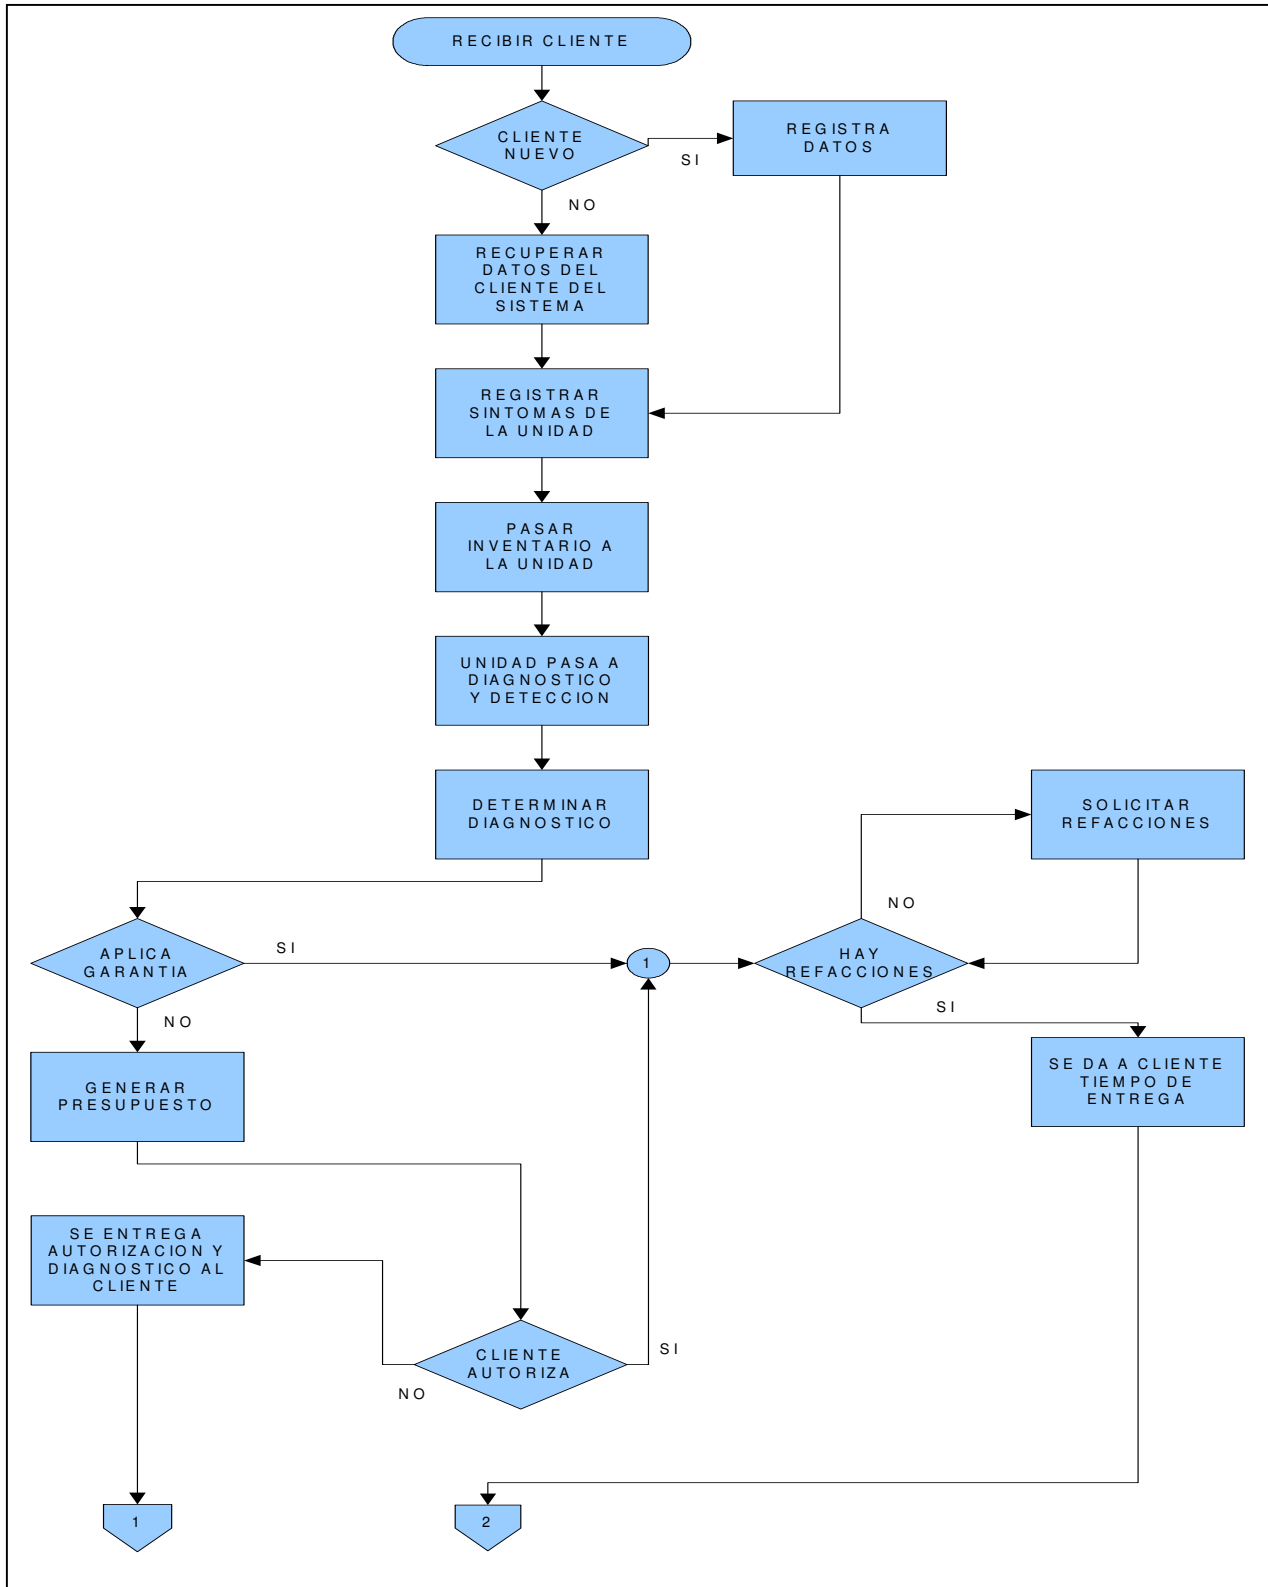 RECIBIR CLIENTE
CLIENTE
NUEVO
SI
REGISTRA
DATOS
NO
RECUPERAR
DATOS DEL
CLIENTE DEL
SISTEMA
REGISTRAR
SINTOMAS DE
LA UNIDAD
PASAR
INVENTARIO A
LA UNIDAD
UNIDAD PASA A
DIAGNOSTICO
Y DETECCION
DETERMINAR
DIAGNOSTICO
SOLICITAR
REFACCIONES
NO
APLICA
GARANTIA
SI
1
HAY
REFACCIONES
SI
NO
GENERAR
PRESUPUESTO
SE DA A CLIENTE
TIEMPO DE
ENTREGA
SE ENTREGA
AUTORIZACION Y
DIAGNOSTICO AL
CLIENTE
CLIENTE
AUTORIZA
SI
NO
1
2